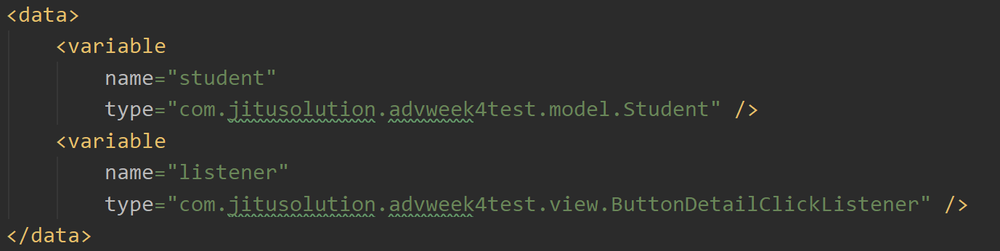 <data>
<variable
name="student"
type="com.jitusolution.advweek4test.model.Student" />
<variable
name="listener"
type="com.jitusolution.advweek4test.view.ButtonDetailClickListener" />
</data>